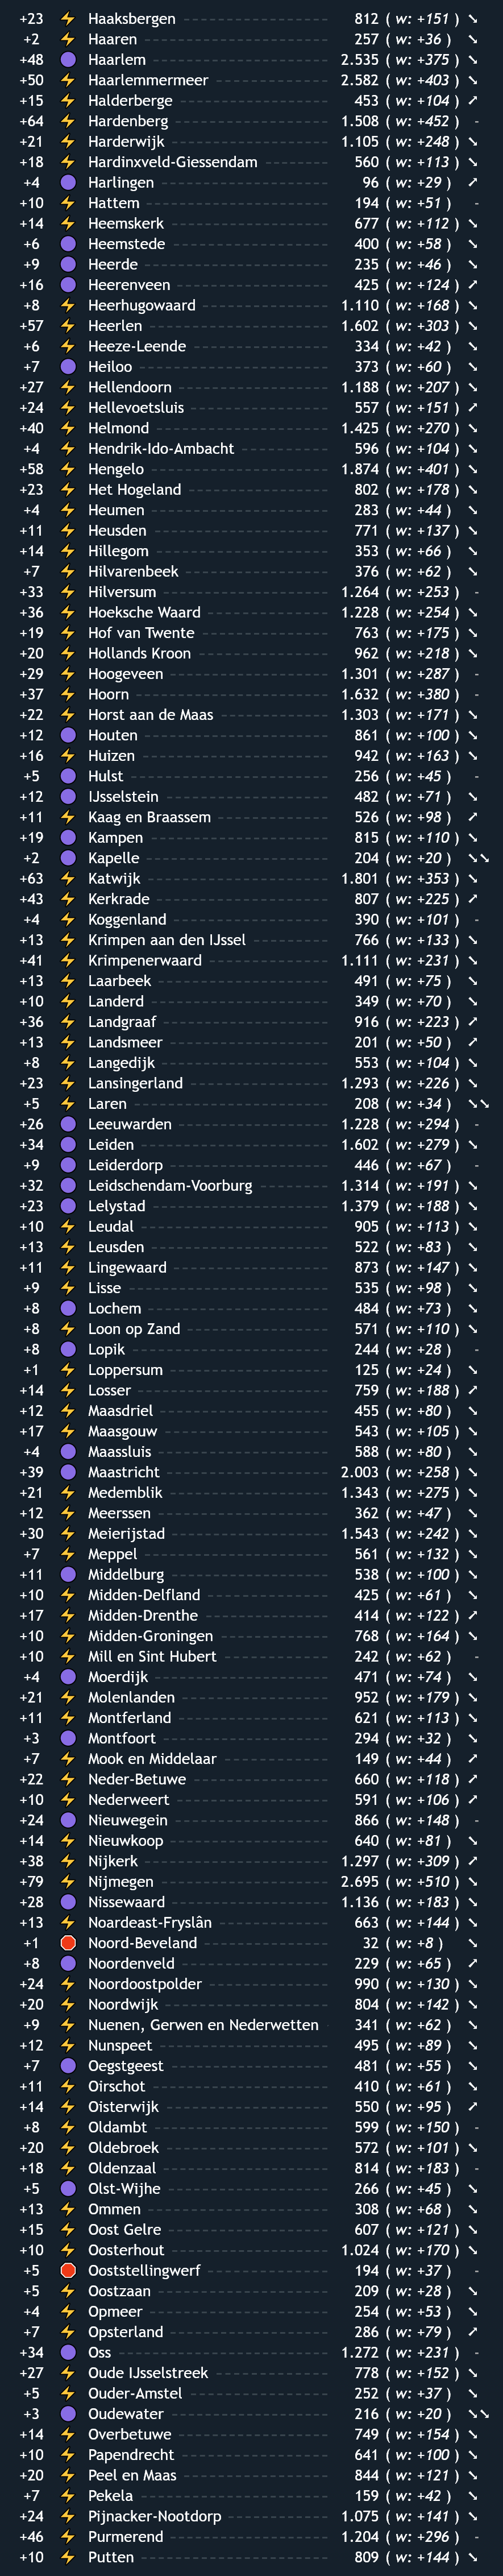 +23 Haaksbergen 812 ( w: +151 ) ↘
+2 Haaren 257 ( w: +36 ) ↘
+48 Haarlem 2.535 ( w: +375 ) ↘
+50 Haarlemmermeer 2.582 ( w: +403 ) ↘
+15 Halderberge 453 ( w: +104 ) ↗
+64 Hardenberg 1.508 ( w: +452 ) -
+21 Harderwijk 1.105 ( w: +248 ) ↘
+18 Hardinxveld-Giessendam 560 ( w: +113 ) ↘
+4 Harlingen 96 ( w: +29 ) ↗
+10 Hattem 194 ( w: +51 ) -
+14 Heemskerk 677 ( w: +112 ) ↘
+6 Heemstede 400 ( w: +58 ) ↘
+9 Heerde 235 ( w: +46 ) ↘
+16 Heerenveen 425 ( w: +124 ) ↗
+8 Heerhugowaard 1.110 ( w: +168 ) ↘
+57 Heerlen 1.602 ( w: +303 ) ↘
+6 Heeze-Leende 334 ( w: +42 ) ↘
+7 Heiloo 373 ( w: +60 ) ↘
+27 Hellendoorn 1.188 ( w: +207 ) ↘
+24 Hellevoetsluis 557 ( w: +151 ) ↗
+40 Helmond 1.425 ( w: +270 ) ↘
+4 Hendrik-Ido-Ambacht 596 ( w: +104 ) ↘
+58 Hengelo 1.874 ( w: +401 ) ↘
+23 Het Hogeland 802 ( w: +178 ) ↘
+4 Heumen 283 ( w: +44 ) ↘
+11 Heusden 771 ( w: +137 ) ↘
+14 Hillegom 353 ( w: +66 ) ↘
+7 Hilvarenbeek 376 ( w: +62 ) ↘
+33 Hilversum 1.264 ( w: +253 ) -
+36 Hoeksche Waard 1.228 ( w: +254 ) ↘
+19 Hof van Twente 763 ( w: +175 ) ↘
+20 Hollands Kroon 962 ( w: +218 ) ↘
+29 Hoogeveen 1.301 ( w: +287 ) -
+37 Hoorn 1.632 ( w: +380 ) -
+22 Horst aan de Maas 1.303 ( w: +171 ) ↘
+12 Houten 861 ( w: +100 ) ↘
+16 Huizen 942 ( w: +163 ) ↘
+5 Hulst 256 ( w: +45 ) -
+12 IJsselstein 482 ( w: +71 ) ↘
+11 Kaag en Braassem 526 ( w: +98 ) ↗
+19 Kampen 815 ( w: +110 ) ↘
+2 Kapelle 204 ( w: +20 ) ↘↘
+63 Katwijk 1.801 ( w: +353 ) ↘
+43 Kerkrade 807 ( w: +225 ) ↗
+4 Koggenland 390 ( w: +101 ) -
+13 Krimpen aan den IJssel 766 ( w: +133 ) ↘
+41 Krimpenerwaard 1.111 ( w: +231 ) ↘
+13 Laarbeek 491 ( w: +75 ) ↘
+10 Landerd 349 ( w: +70 ) ↘
+36 Landgraaf 916 ( w: +223 ) ↗
+13 Landsmeer 201 ( w: +50 ) ↗
+8 Langedijk 553 ( w: +104 ) ↘
+23 Lansingerland 1.293 ( w: +226 ) ↘
+5 Laren 208 ( w: +34 ) ↘↘
+26 Leeuwarden 1.228 ( w: +294 ) -
+34 Leiden 1.602 ( w: +279 ) ↘
+9 Leiderdorp 446 ( w: +67 ) -
+32 Leidschendam-Voorburg 1.314 ( w: +191 ) ↘
+23 Lelystad 1.379 ( w: +188 ) ↘
+10 Leudal 905 ( w: +113 ) ↘
+13 Leusden 522 ( w: +83 ) ↘
+11 Lingewaard 873 ( w: +147 ) ↘
+9 Lisse 535 ( w: +98 ) ↘
+8 Lochem 484 ( w: +73 ) ↘
+8 Loon op Zand 571 ( w: +110 ) ↘
+8 Lopik 244 ( w: +28 ) -
+1 Loppersum 125 ( w: +24 ) ↘
+14 Losser 759 ( w: +188 ) ↗
+12 Maasdriel 455 ( w: +80 ) ↘
+17 Maasgouw 543 ( w: +105 ) ↘
+4 Maassluis 588 ( w: +80 ) ↘
+39 Maastricht 2.003 ( w: +258 ) ↘
+21 Medemblik 1.343 ( w: +275 ) ↘
+12 Meerssen 362 ( w: +47 ) ↘
+30 Meierijstad 1.543 ( w: +242 ) ↘
+7 Meppel 561 ( w: +132 ) ↘
+11 Middelburg 538 ( w: +100 ) ↘
+10 Midden-Delfland 425 ( w: +61 ) ↘
+17 Midden-Drenthe 414 ( w: +122 ) ↗
+10 Midden-Groningen 768 ( w: +164 ) ↘
+10 Mill en Sint Hubert 242 ( w: +62 ) -
+4 Moerdijk 471 ( w: +74 ) ↘
+21 Molenlanden 952 ( w: +179 ) ↘
+11 Montferland 621 ( w: +113 ) ↘
+3 Montfoort 294 ( w: +32 ) ↘
+7 Mook en Middelaar 149 ( w: +44 ) ↗
+22 Neder-Betuwe 660 ( w: +118 ) ↗
+10 Nederweert 591 ( w: +106 ) ↗
+24 Nieuwegein 866 ( w: +148 ) -
+14 Nieuwkoop 640 ( w: +81 ) ↘
+38 Nijkerk 1.297 ( w: +309 ) ↗
+79 Nijmegen 2.695 ( w: +510 ) ↘
+28 Nissewaard 1.136 ( w: +183 ) ↘
+13 Noardeast-Fryslân 663 ( w: +144 ) ↘
+1 Noord-Beveland 32 ( w: +8 ) ↘
+8 Noordenveld 229 ( w: +65 ) ↗
+24 Noordoostpolder 990 ( w: +130 ) ↘
+20 Noordwijk 804 ( w: +142 ) ↘
+9 Nuenen, Gerwen en Nederwetten 341 ( w: +62 ) ↘
+12 Nunspeet 495 ( w: +89 ) ↘
+7 Oegstgeest 481 ( w: +55 ) ↘
+11 Oirschot 410 ( w: +61 ) ↘
+14 Oisterwijk 550 ( w: +95 ) ↗
+8 Oldambt 599 ( w: +150 ) -
+20 Oldebroek 572 ( w: +101 ) ↘
+18 Oldenzaal 814 ( w: +183 ) -
+5 Olst-Wijhe 266 ( w: +45 ) ↘
+13 Ommen 308 ( w: +68 ) ↘
+15 Oost Gelre 607 ( w: +121 ) ↘
+10 Oosterhout 1.024 ( w: +170 ) ↘
+5 Ooststellingwerf 194 ( w: +37 ) -
+5 Oostzaan 209 ( w: +28 ) ↘
+4 Opmeer 254 ( w: +53 ) ↘
+7 Opsterland 286 ( w: +79 ) ↗
+34 Oss 1.272 ( w: +231 ) -
+27 Oude IJsselstreek 778 ( w: +152 ) ↘
+5 Ouder-Amstel 252 ( w: +37 ) ↘
+3 Oudewater 216 ( w: +20 ) ↘↘
+14 Overbetuwe 749 ( w: +154 ) ↘
+10 Papendrecht 641 ( w: +100 ) ↘
+20 Peel en Maas 844 ( w: +121 ) ↘
+7 Pekela 159 ( w: +42 ) ↘
+24 Pijnacker-Nootdorp 1.075 ( w: +141 ) ↘
+46 Purmerend 1.204 ( w: +296 ) -
+10 Putten 809 ( w: +144 ) ↘